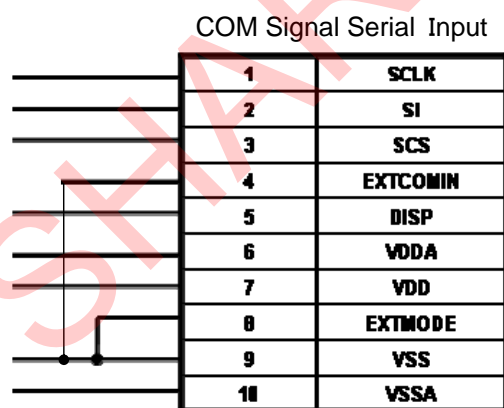 COM Signal Serial Input
1 SCLK
2 SI
3 SCS
4 EXTCOMIN
5 DISP
6 VDDA
7 VDD
8 EXTMODE
9 VSS
10 VSSA
SHAR